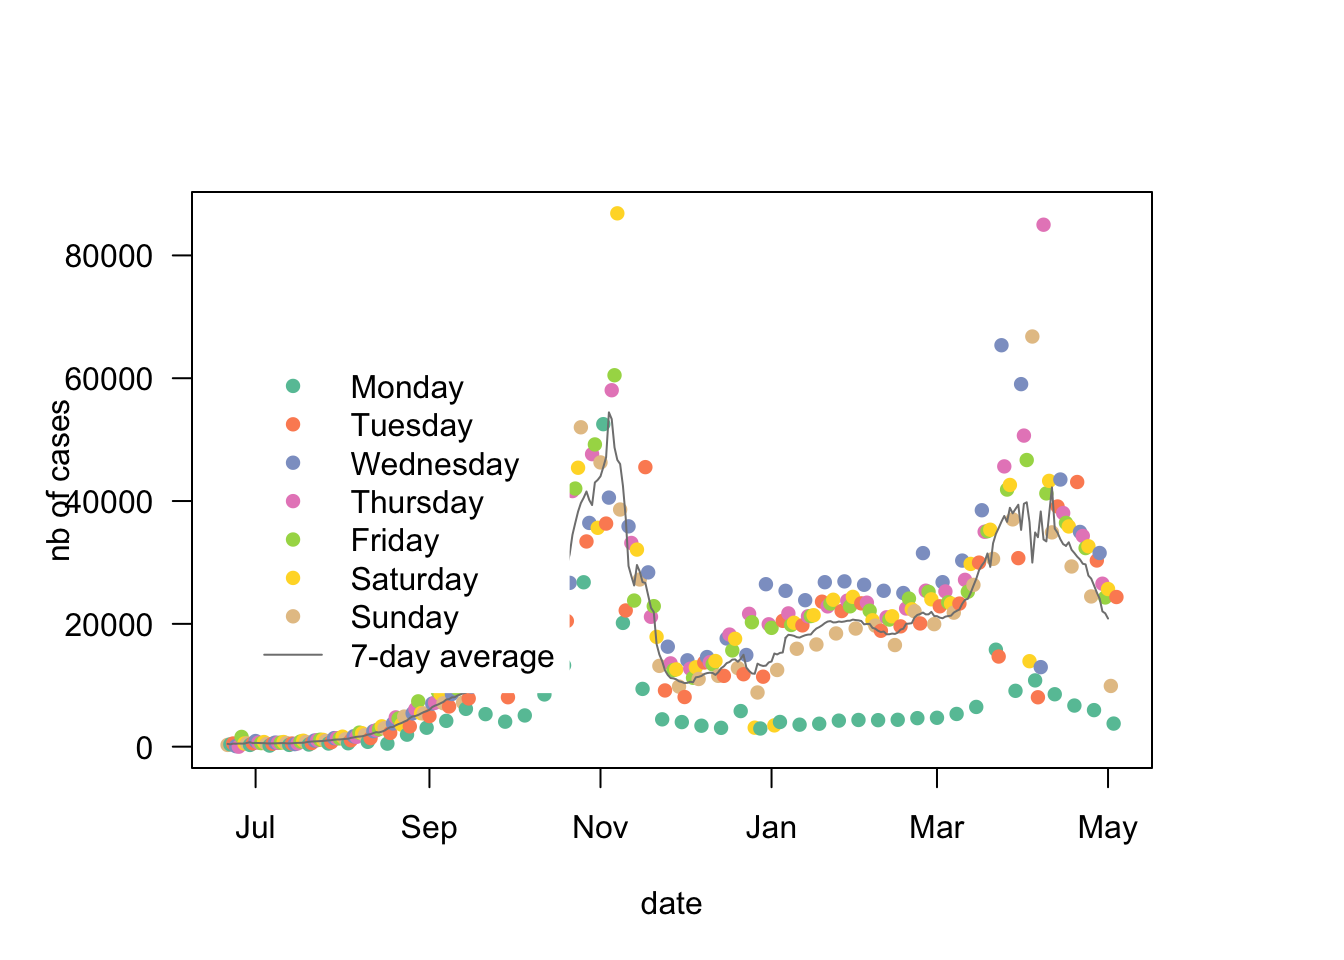 80000
60000
40000
20000
0
nb of cases
Monday
Tuesday
Wednesday
Thursday
Friday
Saturday
Sunday
7-day average
Jul Sep Nov Jan Mar May
date